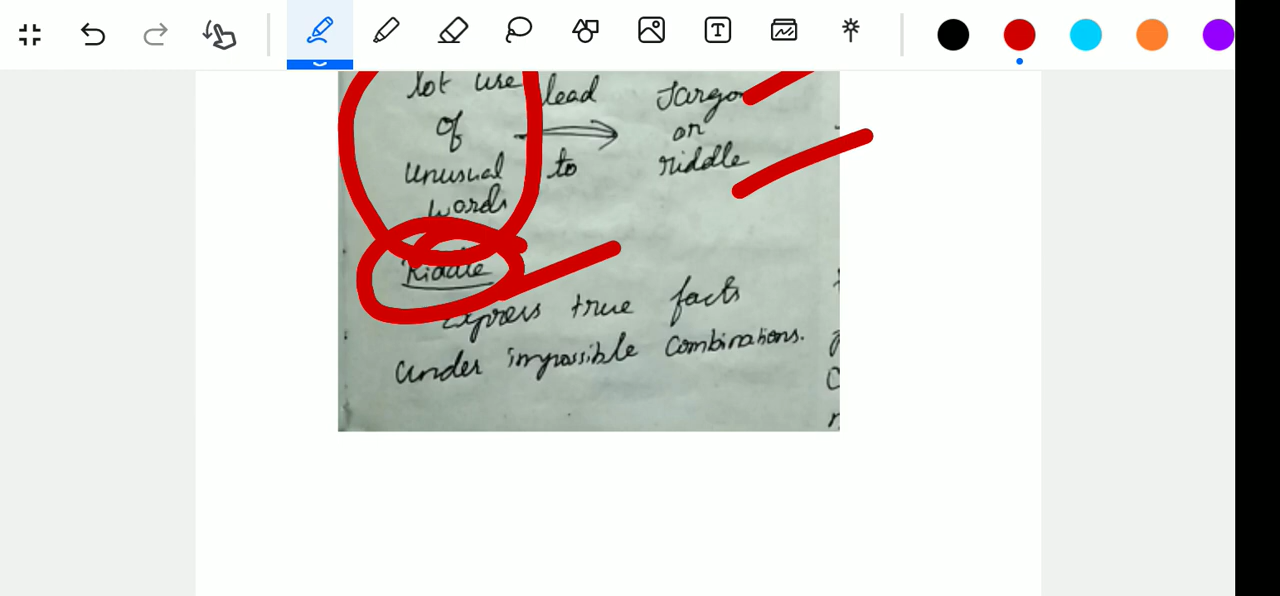 lot use lead Jargon
of or
unusual to riddle
words
Riddle
Express true facts
under impossible combinations.